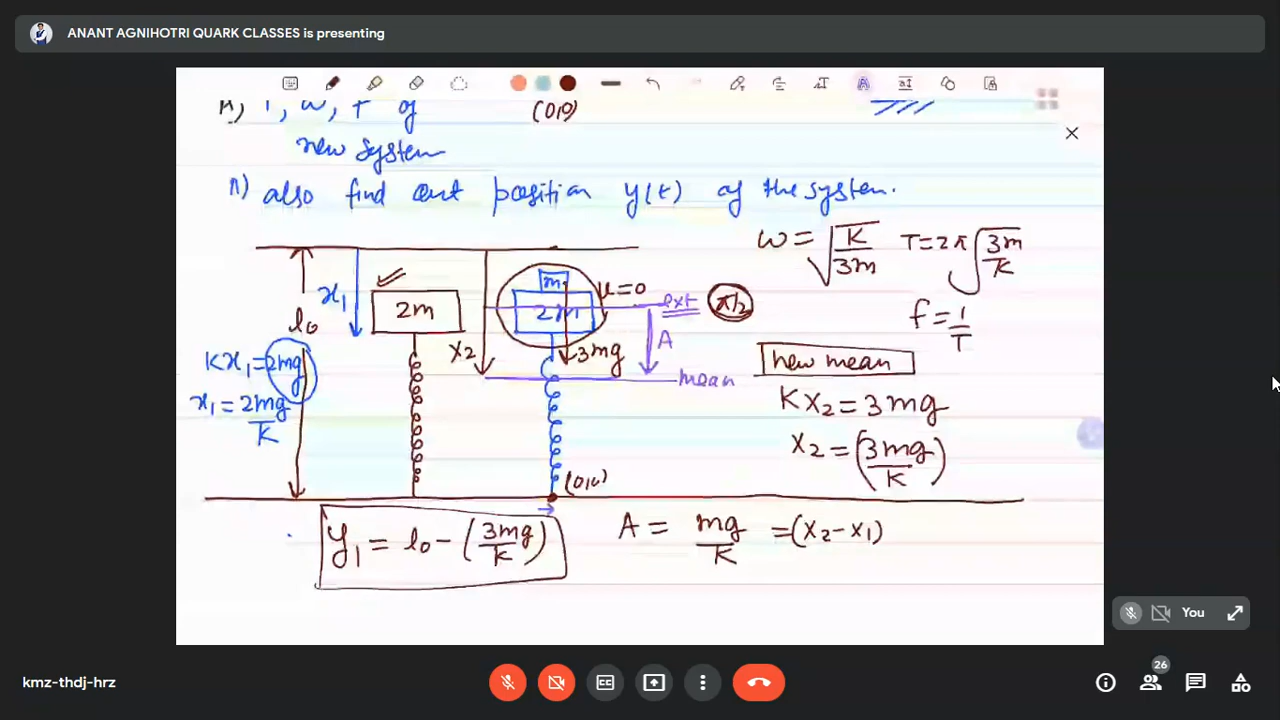 ANANT AGNIHOTRI QUARK CLASSES is presenting
A, T, ω, f of
(0,0)
new system
also find out position y(t) of the system.
ω = √(K/3m) T = 2π √(3m/K)
f = 1/T
x1
l0
2m
m
2m
u=0
ext
π/2
A
x2
3mg
mean
Kx1 = 2mg
x1 = 2mg/K
new mean
Kx2 = 3mg
x2 = (3mg/K)
(0,0)
y1 = l0 - (3mg/K)
A = mg/K = (x2 - x1)
You
kmz-thdj-hrz
CC
26